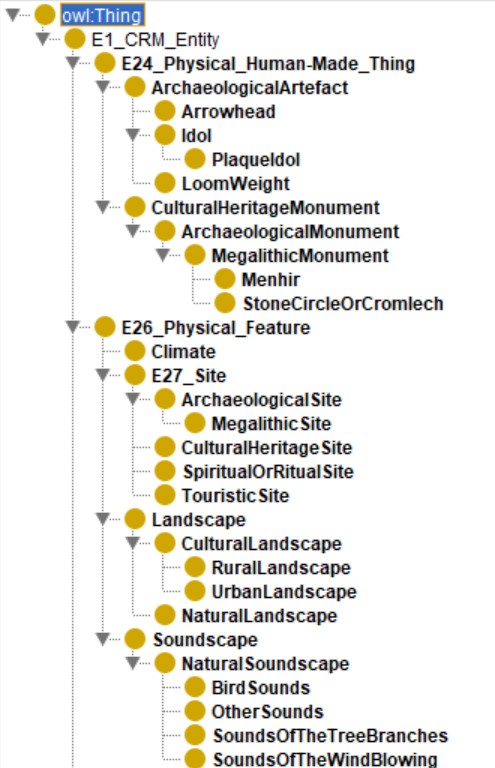 owl:Thing
E1_CRM_Entity
E24_Physical_Human-Made_Thing
ArchaeologicalArtefact
Arrowhead
Idol
PlaqueIdol
LoomWeight
CulturalHeritageMonument
ArchaeologicalMonument
MegalithicMonument
Menhir
StoneCircleOrCromlech
E26_Physical_Feature
Climate
E27_Site
ArchaeologicalSite
MegalithicSite
CulturalHeritageSite
SpiritualOrRitualSite
TouristicSite
Landscape
CulturalLandscape
RuralLandscape
UrbanLandscape
NaturalLandscape
Soundscape
NaturalSoundscape
BirdSounds
OtherSounds
SoundsOfTheTreeBranches
SoundsOfTheWindBlowing